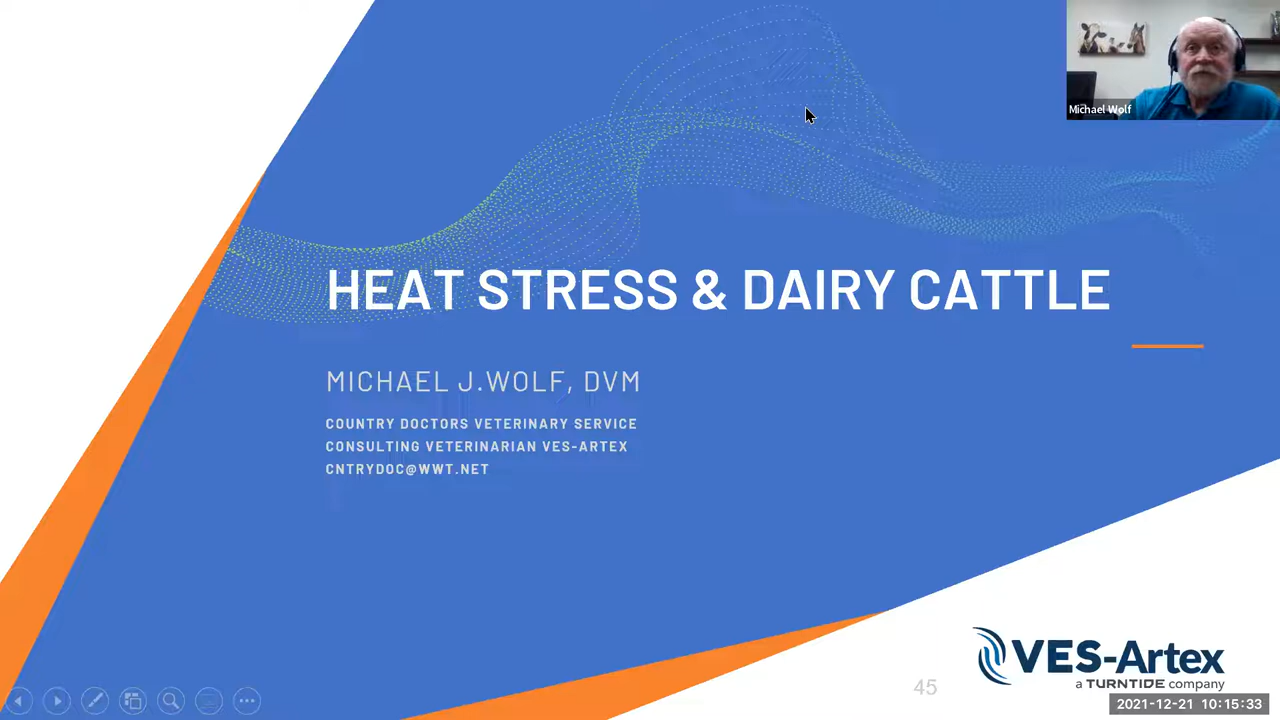 Michael Wolf
HEAT STRESS & DAIRY CATTLE
MICHAEL J.WOLF, DVM
COUNTRY DOCTORS VETERINARY SERVICE
CONSULTING VETERINARIAN VES-ARTEX
CNTRYDOC@WWT.NET
VES-Artex
a TURNTIDE company
45
2021-12-21 10:15:33